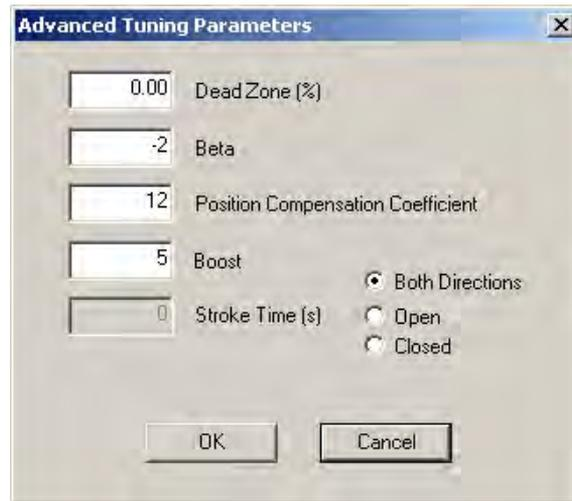 Advanced Tuning Parameters
0.00 Dead Zone (%)
-2 Beta
12 Position Compensation Coefficient
5 Boost
Both Directions
0 Stroke Time (s)
Open
Closed
OK Cancel